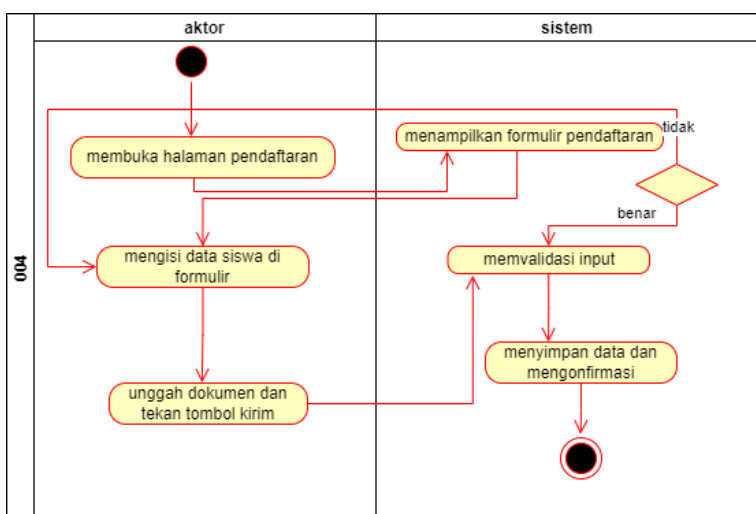 aktor
sistem
004
membuka halaman pendaftaran
menampilkan formulir pendaftaran
tidak
benar
mengisi data siswa di
formulir
memvalidasi input
menyimpan data dan
mengonfirmasi
unggah dokumen dan
tekan tombol kirim